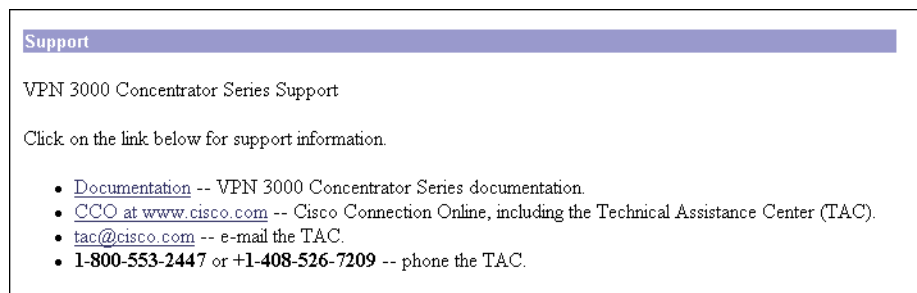 Support
VPN 3000 Concentrator Series Support
Click on the link below for support information.
• Documentation -- VPN 3000 Concentrator Series documentation.
• CCO at www.cisco.com -- Cisco Connection Online, including the Technical Assistance Center (TAC).
• tac@cisco.com -- e-mail the TAC.
• 1-800-553-2447 or +1-408-526-7209 -- phone the TAC.